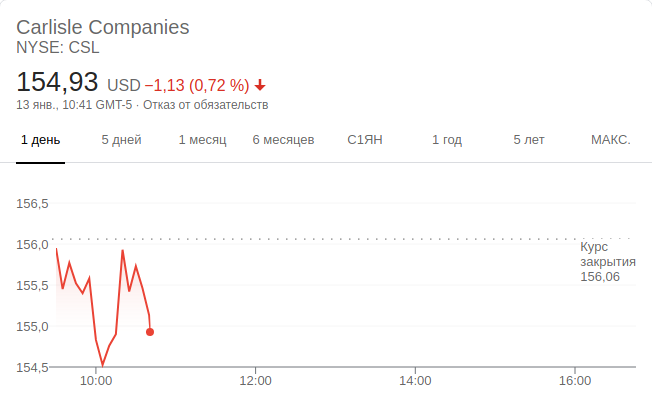 Carlisle Companies
NYSE: CSL
154,93 USD −1,13 (0,72 %)
13 янв., 10:41 GMT-5 · Отказ от обязательств
1 день 5 дней 1 месяц 6 месяцев С1ЯН 1 год 5 лет МАКС.
156,5
156,0
155,5
155,0
154,5
Курс
закрытия
156,06
10:00 12:00 14:00 16:00